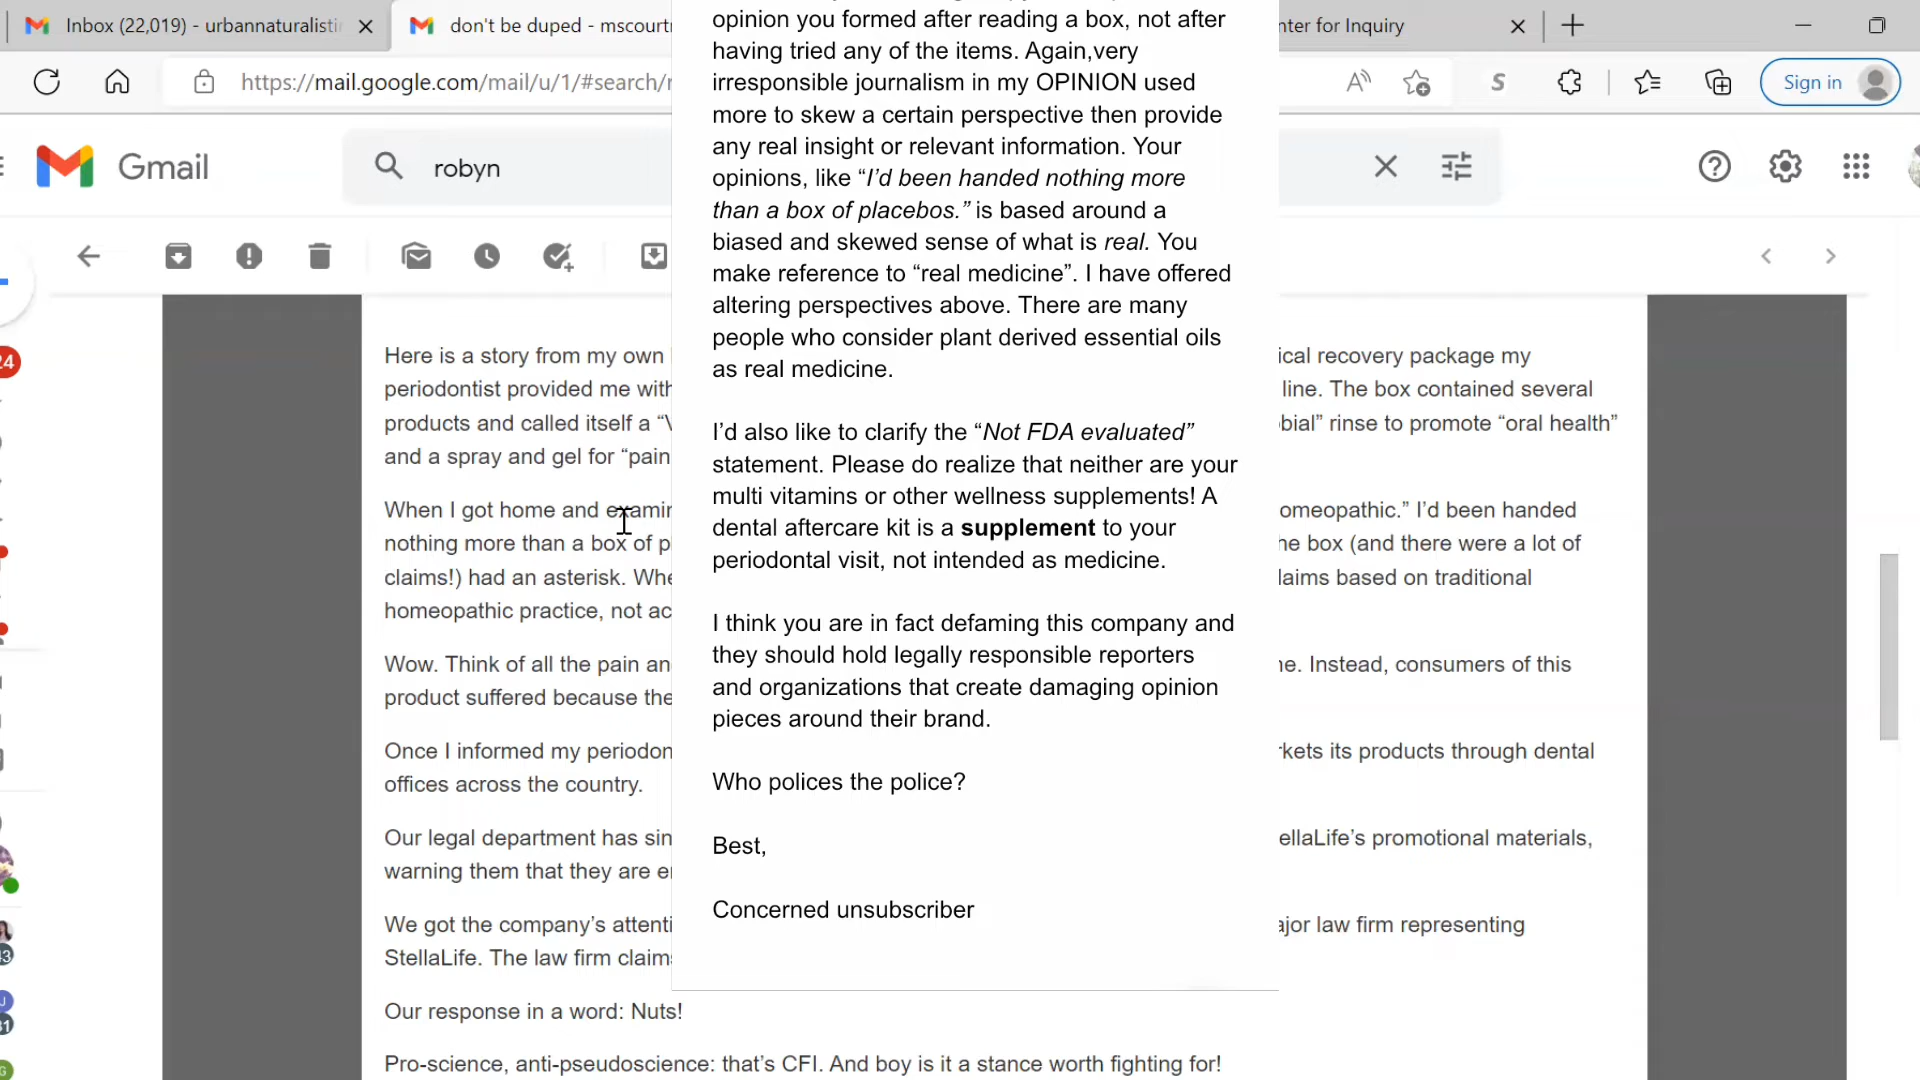 Inbox (22,019) - urbannaturalistin
don't be duped - mscourtn
nter for Inquiry
https://mail.google.com/mail/u/1/#search/r
Sign in
Gmail
robyn
opinion you formed after reading a box, not after
having tried any of the items. Again,very
irresponsible journalism in my OPINION used
more to skew a certain perspective then provide
any real insight or relevant information. Your
opinions, like “I’d been handed nothing more
than a box of placebos.” is based around a
biased and skewed sense of what is real. You
make reference to “real medicine”. I have offered
altering perspectives above. There are many
people who consider plant derived essential oils
as real medicine.
I’d also like to clarify the “Not FDA evaluated”
statement. Please do realize that neither are your
multi vitamins or other wellness supplements! A
dental aftercare kit is a supplement to your
periodontal visit, not intended as medicine.
I think you are in fact defaming this company and
they should hold legally responsible reporters
and organizations that create damaging opinion
pieces around their brand.
Who polices the police?
Best,
Concerned unsubscriber
24
Here is a story from my own
ical recovery package my
periodontist provided me with
line. The box contained several
products and called itself a “V
bial” rinse to promote “oral health”
and a spray and gel for “pain
When I got home and examin
omeopathic.” I’d been handed
nothing more than a box of p
he box (and there were a lot of
claims!) had an asterisk. Whe
laims based on traditional
homeopathic practice, not ac
Wow. Think of all the pain an
ne. Instead, consumers of this
product suffered because the
Once I informed my periodon
rkets its products through dental
offices across the country.
Our legal department has sin
ellaLife’s promotional materials,
warning them that they are e
We got the company’s attenti
ajor law firm representing
StellaLife. The law firm claim
Our response in a word: Nuts!
Pro-science, anti-pseudoscience: that’s CFI. And boy is it a stance worth fighting for!